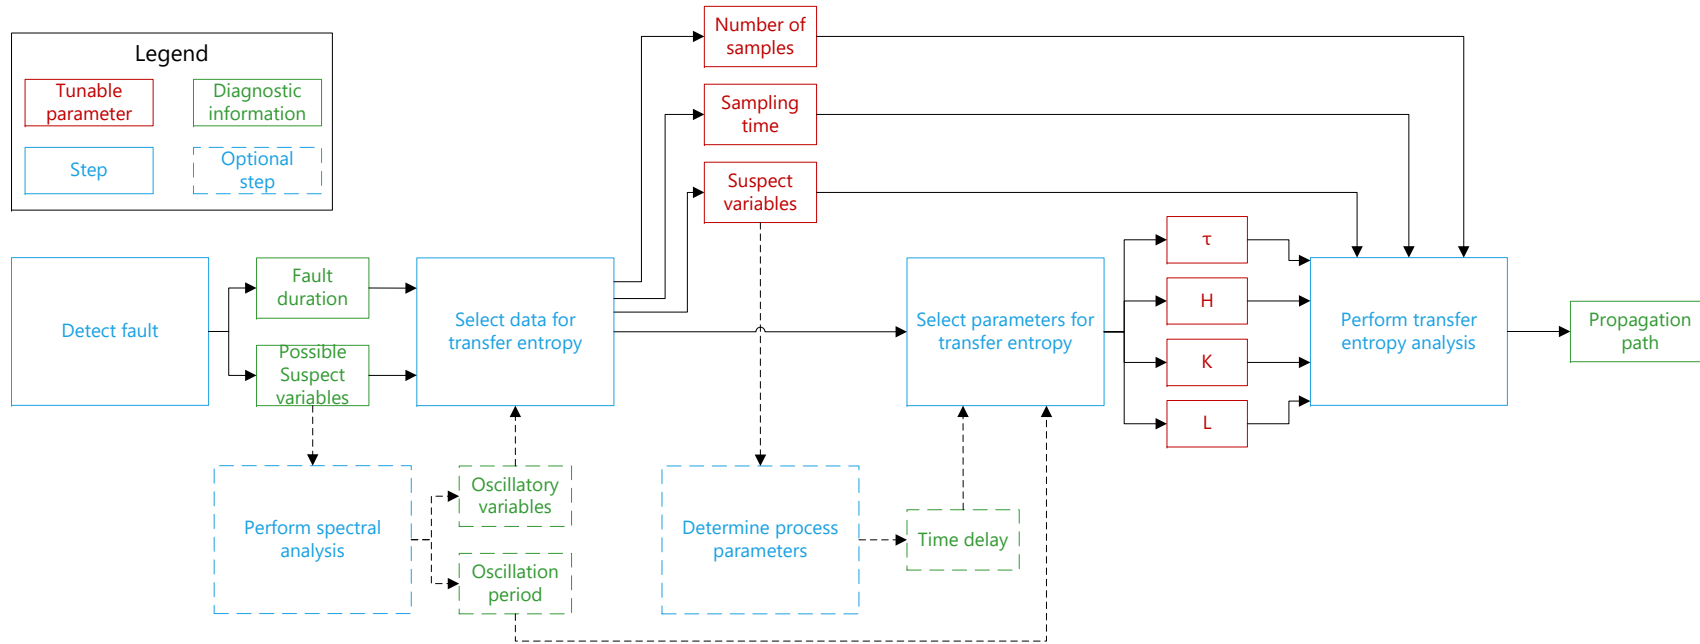 Legend
Tunable
parameter
Diagnostic
information
Step
Optional
step
Number of
samples
Sampling
time
Suspect
variables
Detect fault
Fault
duration
Possible
Suspect
variables
Select data for
transfer entropy
Select parameters for
transfer entropy
τ
H
K
L
Perform transfer
entropy analysis
Propagation
path
Perform spectral
analysis
Oscillatory
variables
Oscillation
period
Determine process
parameters
Time delay